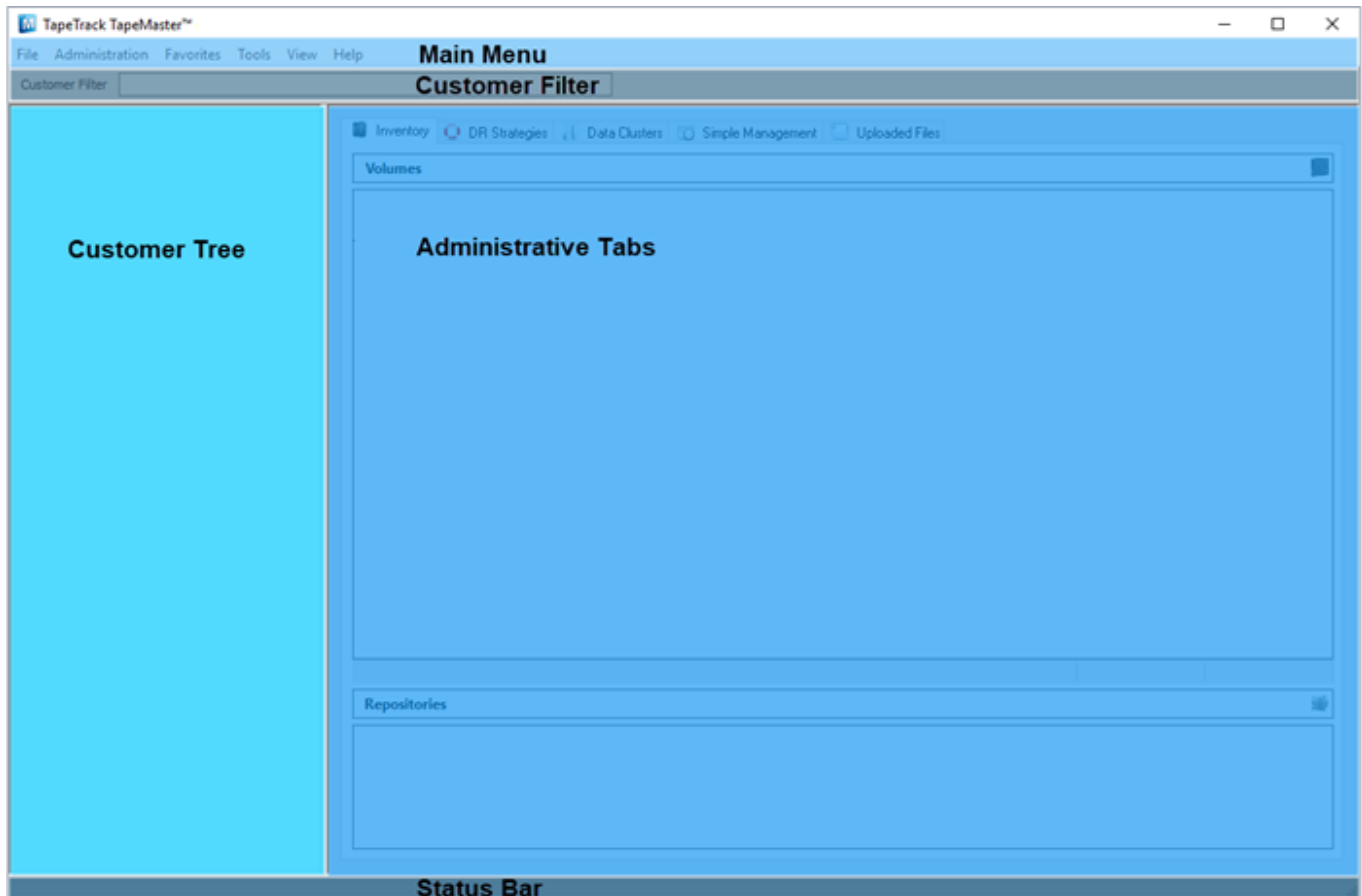 TapeTrack TapeMaster™
File Administration Favorites Tools View Help Main Menu
Customer Filter Customer Filter
Inventory DR Strategies Data Clusters Simple Management Uploaded Files
Volumes
Customer Tree Administrative Tabs
Repositories
Status Bar